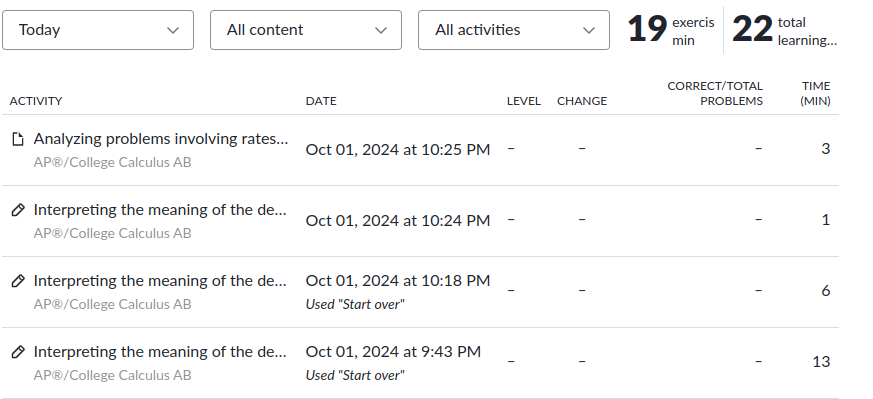 Today
All content
All activities
19 exercis
min
22 total
learning...
ACTIVITY DATE LEVEL CHANGE CORRECT/TOTAL PROBLEMS TIME (MIN)
Analyzing problems involving rates... Oct 01, 2024 at 10:25 PM – – – 3
AP®/College Calculus AB
Interpreting the meaning of the de... Oct 01, 2024 at 10:24 PM – – – 1
AP®/College Calculus AB
Interpreting the meaning of the de... Oct 01, 2024 at 10:18 PM – – – 6
AP®/College Calculus AB Used "Start over"
Interpreting the meaning of the de... Oct 01, 2024 at 9:43 PM – – – 13
AP®/College Calculus AB Used "Start over"